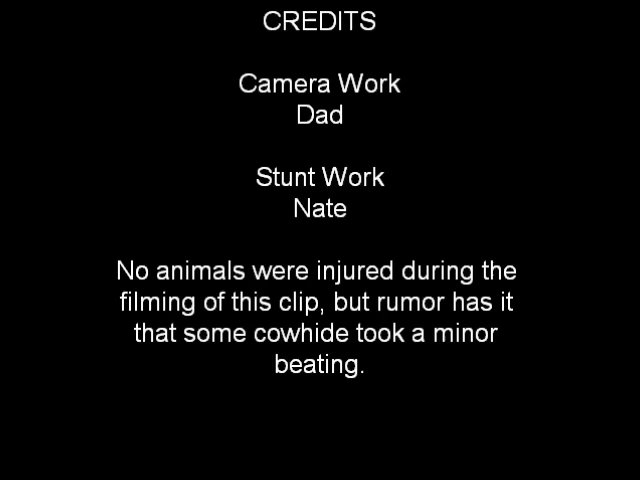 CREDITS
Camera Work
Dad
Stunt Work
Nate
No animals were injured during the
filming of this clip, but rumor has it
that some cowhide took a minor
beating.